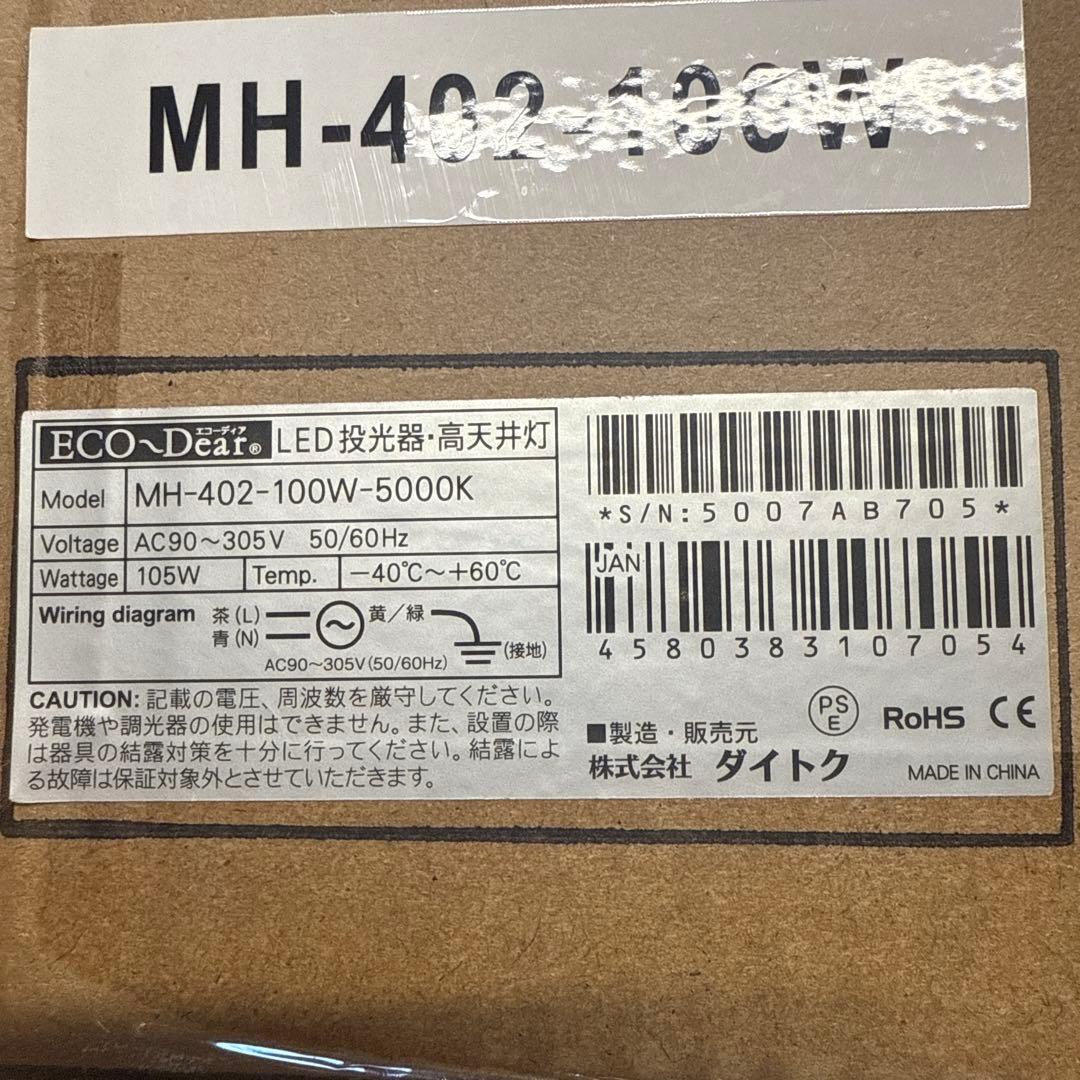 MH-402-100W
ECO~Dear® エコーディア LED投光器・高天井灯
Model MH-402-100W-5000K
Voltage AC90~305V 50/60Hz
Wattage 105W Temp. -40℃~+60℃
Wiring diagram 茶(L) 黄/緑
青(N) (接地)
AC90~305V(50/60Hz)
CAUTION: 記載の電圧、周波数を厳守してください。
発電機や調光器の使用はできません。また、設置の際
は器具の結露対策を十分に行ってください。結露によ
る故障は保証対象外とさせていただきます。
*S/N:5007AB705*
JAN
4580383107054
■製造・販売元 PSE RoHS CE
株式会社 ダイトク MADE IN CHINA